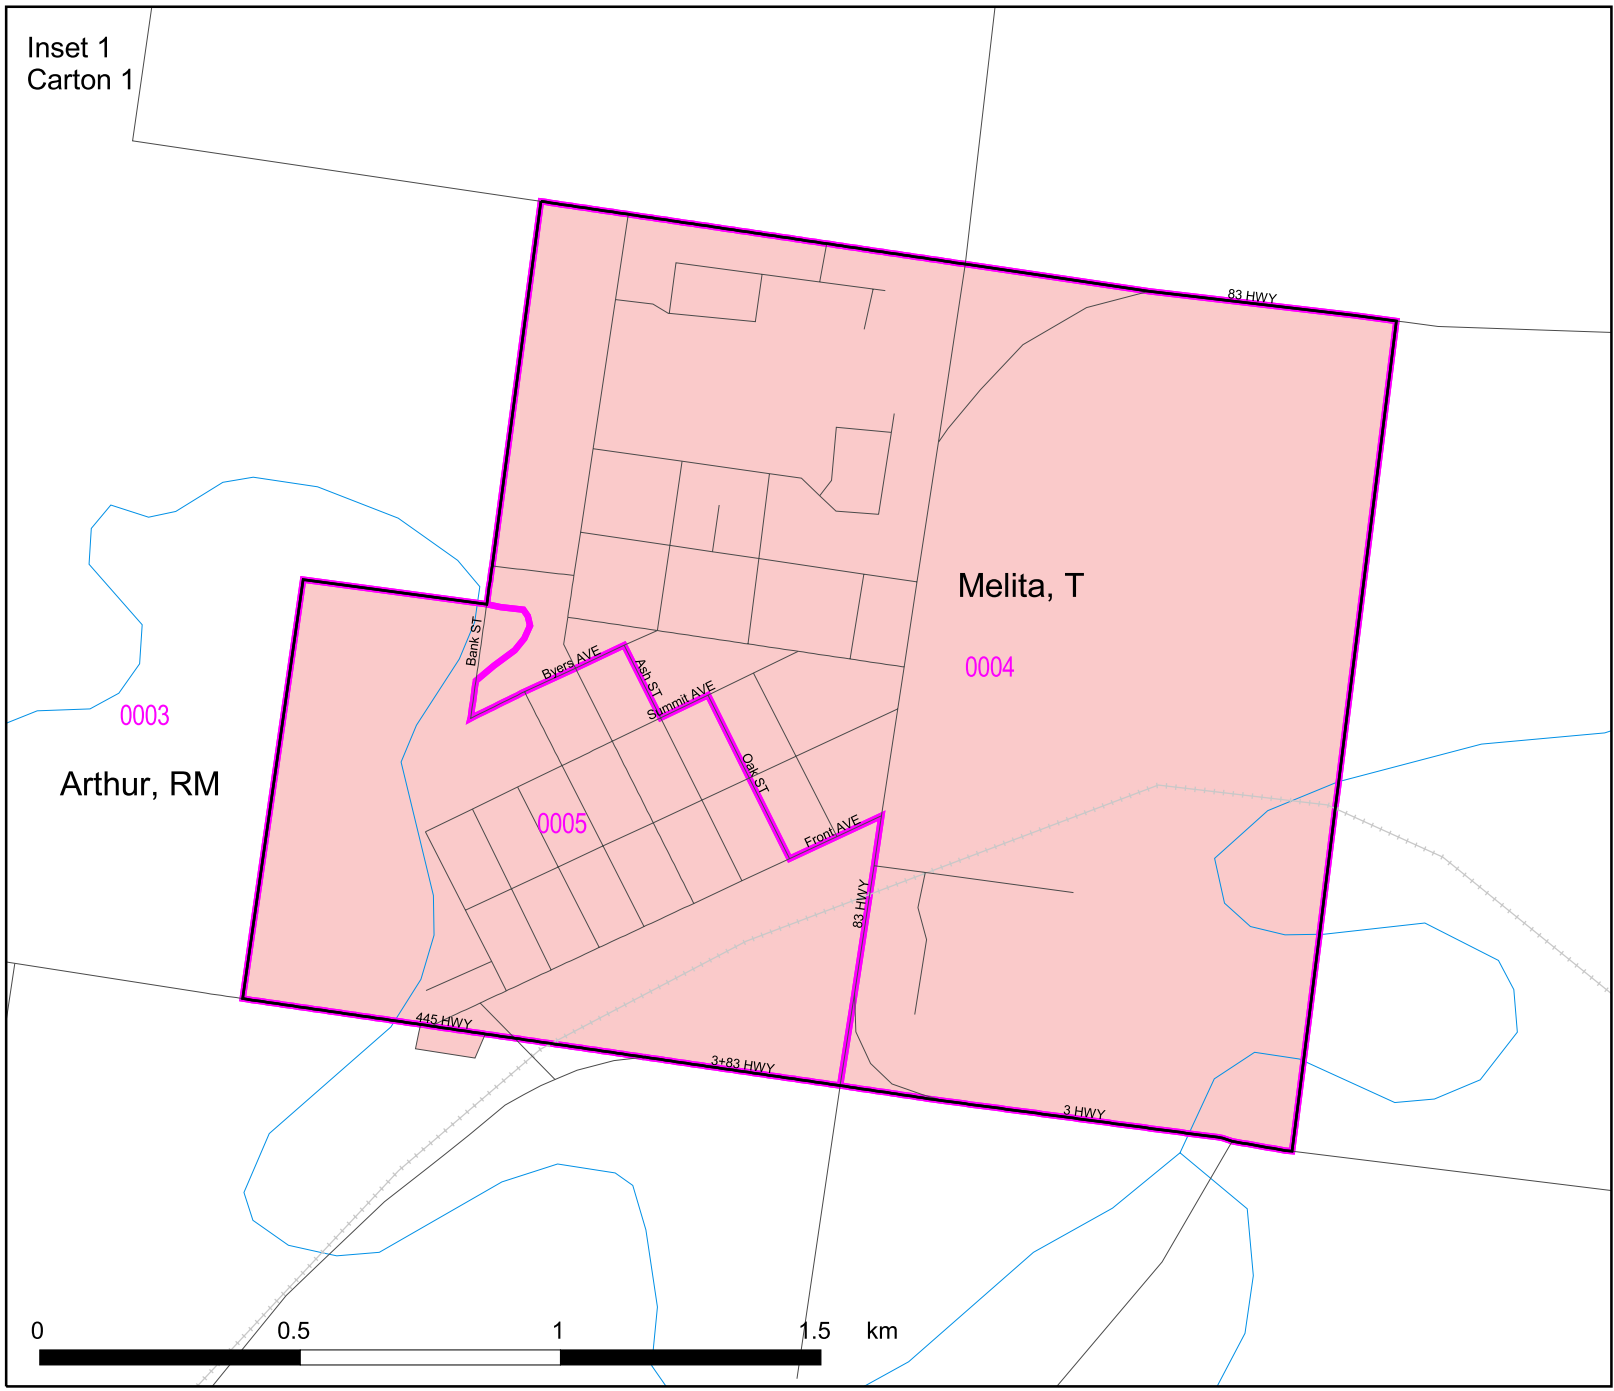 Inset 1
Carton 1
83 HWY
Melita, T
Bank ST
Byers AVE
Ash ST
0004
Summit AVE
0003
Oak ST
Arthur, RM
0005
Front AVE
83 HWY
445 HWY
3+83 HWY
3 HWY
0 0.5 1 1.5 km